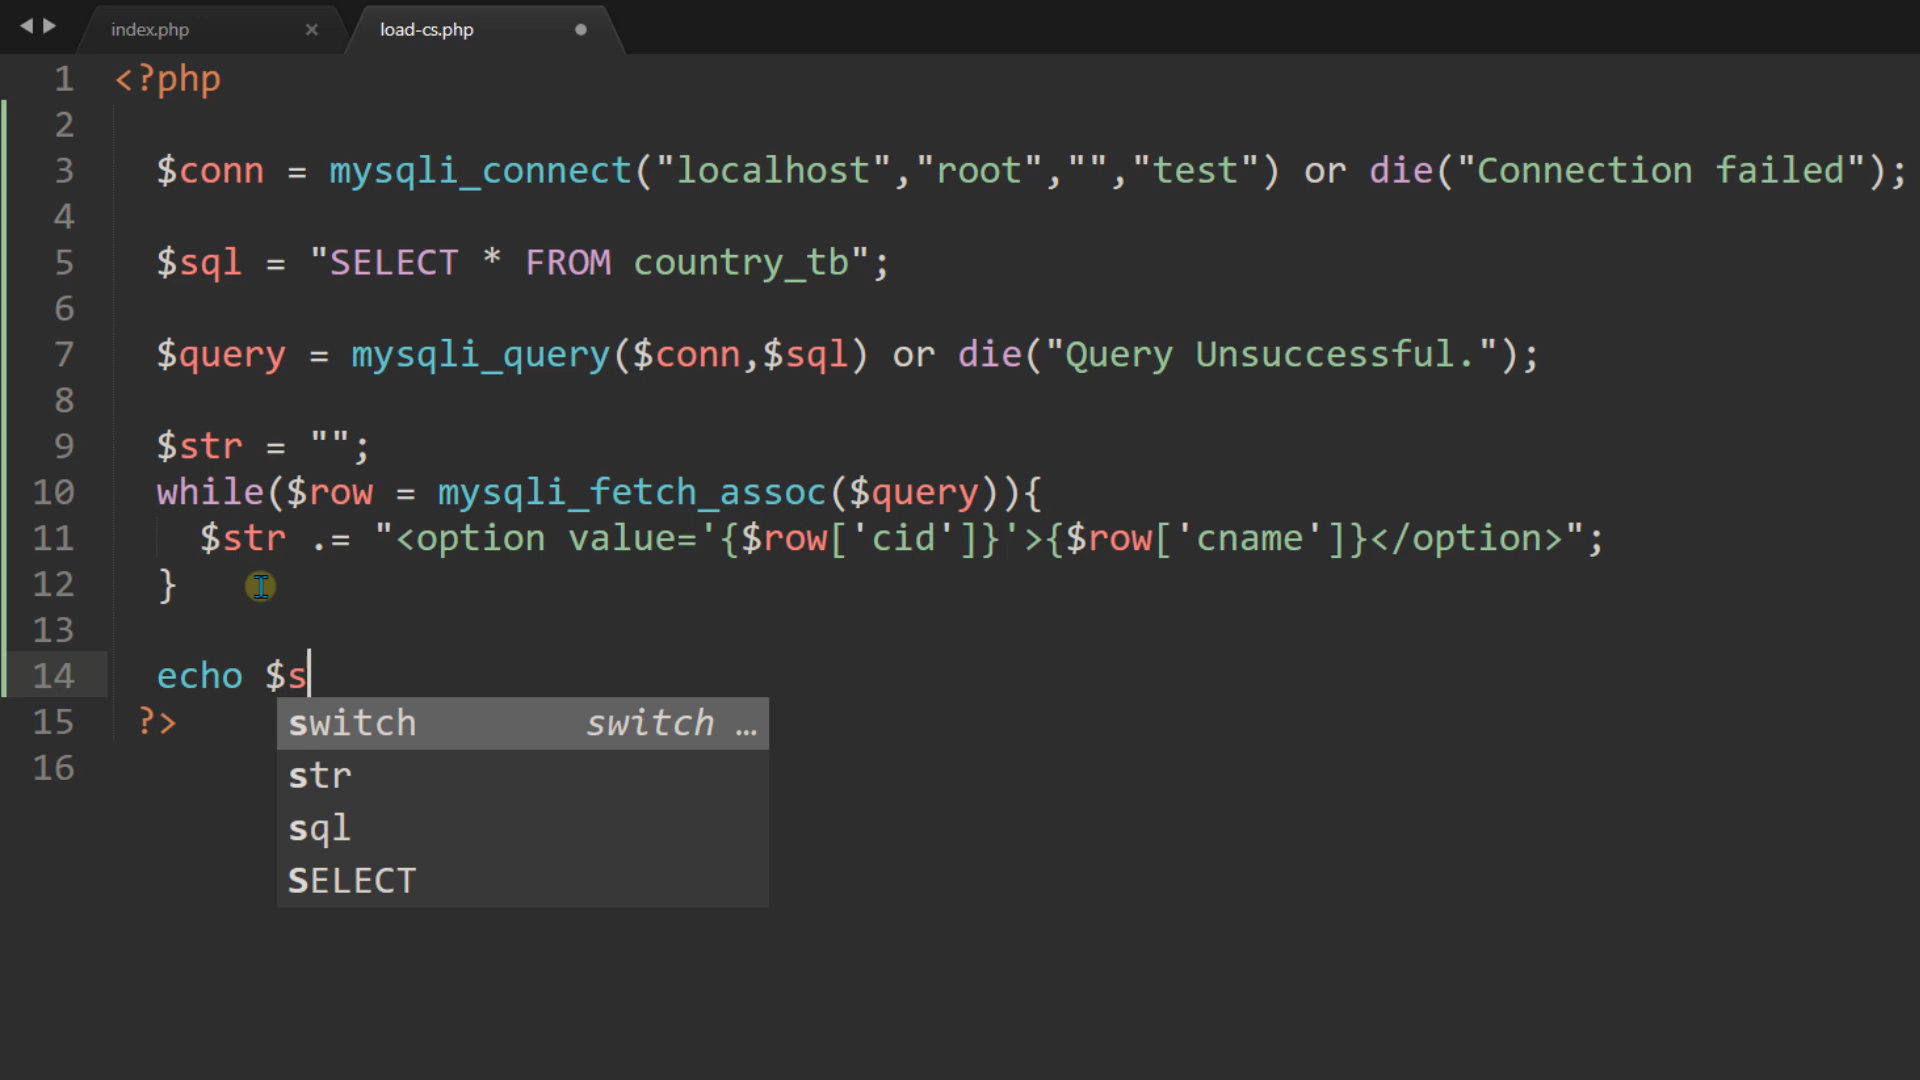 index.php × load-cs.php
1 <?php
2
3 $conn = mysqli_connect("localhost","root","","test") or die("Connection failed");
4
5 $sql = "SELECT * FROM country_tb";
6
7 $query = mysqli_query($conn,$sql) or die("Query Unsuccessful.");
8
9 $str = "";
10 while($row = mysqli_fetch_assoc($query)){
11 $str .= "<option value='{$row['cid']}'>{$row['cname']}</option>";
12 }
13
14 echo $s
15 ?> switch switch …
str
16
sql
SELECT